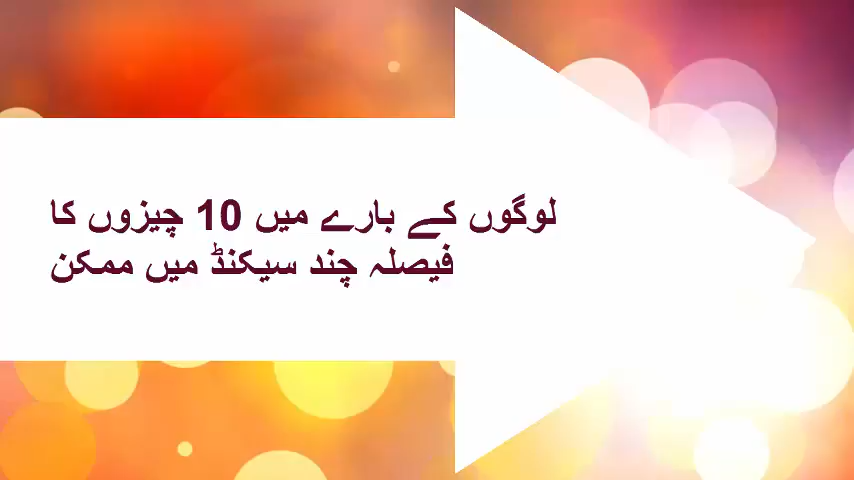 لوگوں کے بارے میں 10 چیزوں کا
فیصلہ چند سیکنڈ میں ممکن